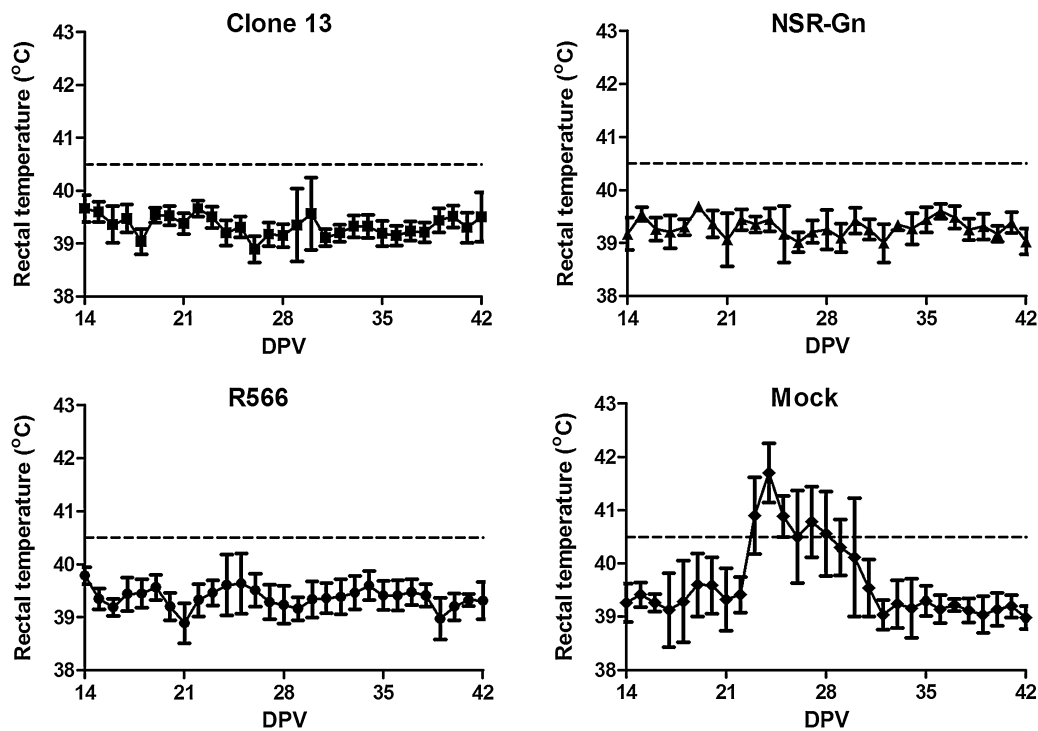 Clone 13
Rectal temperature (°C)
43
42
41
40
39
38
14 21 28 35 42
DPV
NSR-Gn
Rectal temperature (°C)
43
42
41
40
39
38
14 21 28 35 42
DPV
R566
Rectal temperature (°C)
43
42
41
40
39
38
14 21 28 35 42
DPV
Mock
Rectal temperature (°C)
43
42
41
40
39
38
14 21 28 35 42
DPV